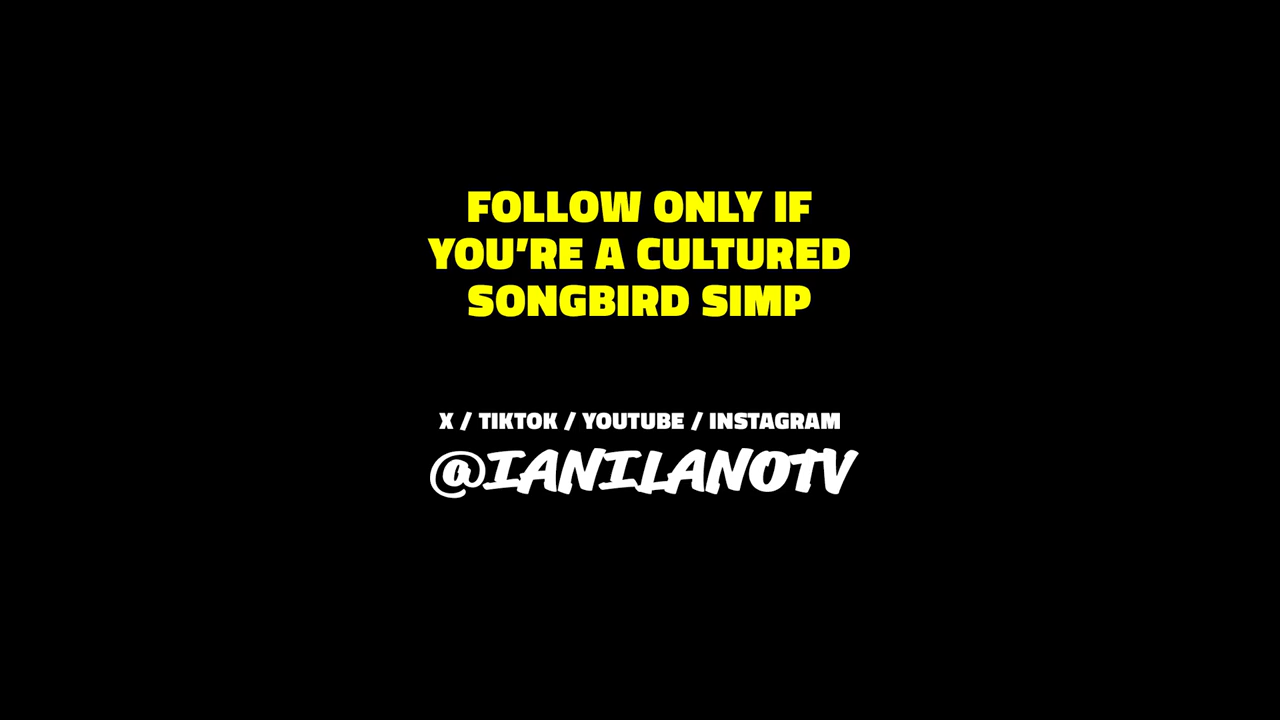 FOLLOW ONLY IF
YOU'RE A CULTURED
SONGBIRD SIMP
X / TIKTOK / YOUTUBE / INSTAGRAM
@IANILANOTV